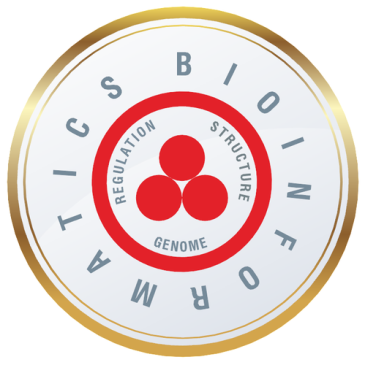 BIOINFORMATICS
REGULATION
STRUCTURE
GENOME